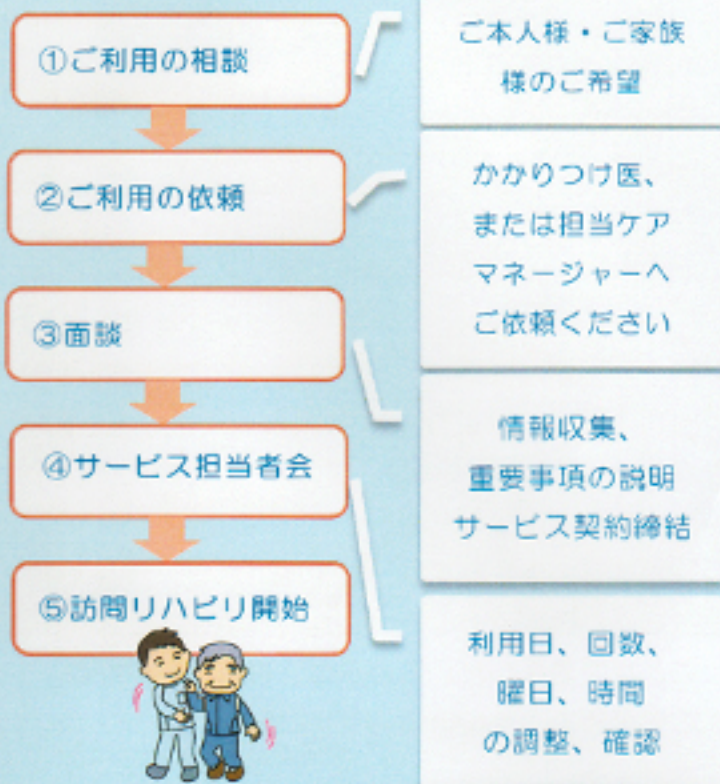 ①ご利用の相談
ご本人様・ご家族
様のご希望
②ご利用の依頼
かかりつけ医、
または担当ケア
マネージャーへ
ご依頼ください
③面談
情報収集、
重要事項の説明
サービス契約締結
④サービス担当者会
利用日、回数、
曜日、時間
の調整、確認
⑤訪問リハビリ開始